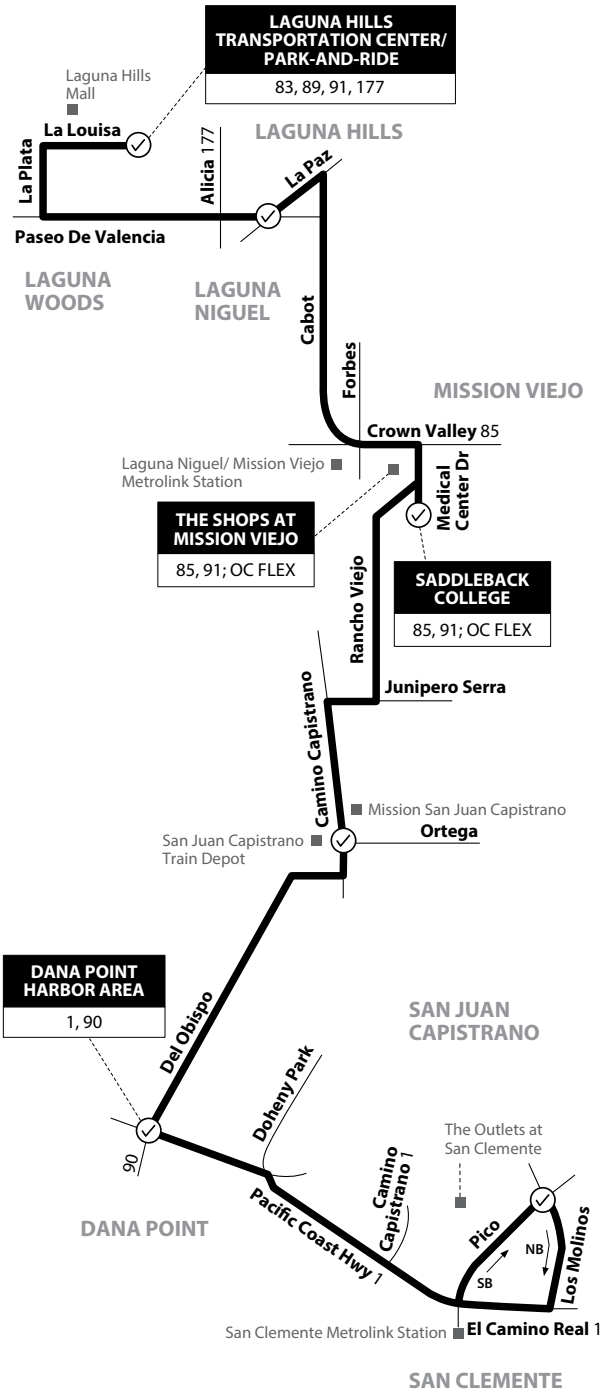 LAGUNA HILLS
TRANSPORTATION CENTER/
PARK-AND-RIDE
83, 89, 91, 177
Laguna Hills
Mall
La Louisa
LAGUNA HILLS
La Plata
Alicia 177
La Paz
Paseo De Valencia
LAGUNA
WOODS
LAGUNA
NIGUEL
Cabot
Forbes
MISSION VIEJO
Crown Valley 85
Laguna Niguel/ Mission Viejo
Metrolink Station
Medical
Center Dr
THE SHOPS AT
MISSION VIEJO
85, 91; OC FLEX
SADDLEBACK
COLLEGE
85, 91; OC FLEX
Rancho Viejo
Junipero Serra
Camino Capistrano
Mission San Juan Capistrano
Ortega
San Juan Capistrano
Train Depot
DANA POINT
HARBOR AREA
1, 90
Del Obispo
SAN JUAN
CAPISTRANO
Doheny Park
The Outlets at
San Clemente
90
Camino
Capistrano 1
DANA POINT
Pacific Coast Hwy 1
Pico
NB
SB
Los Molinos
San Clemente Metrolink Station
El Camino Real 1
SAN CLEMENTE